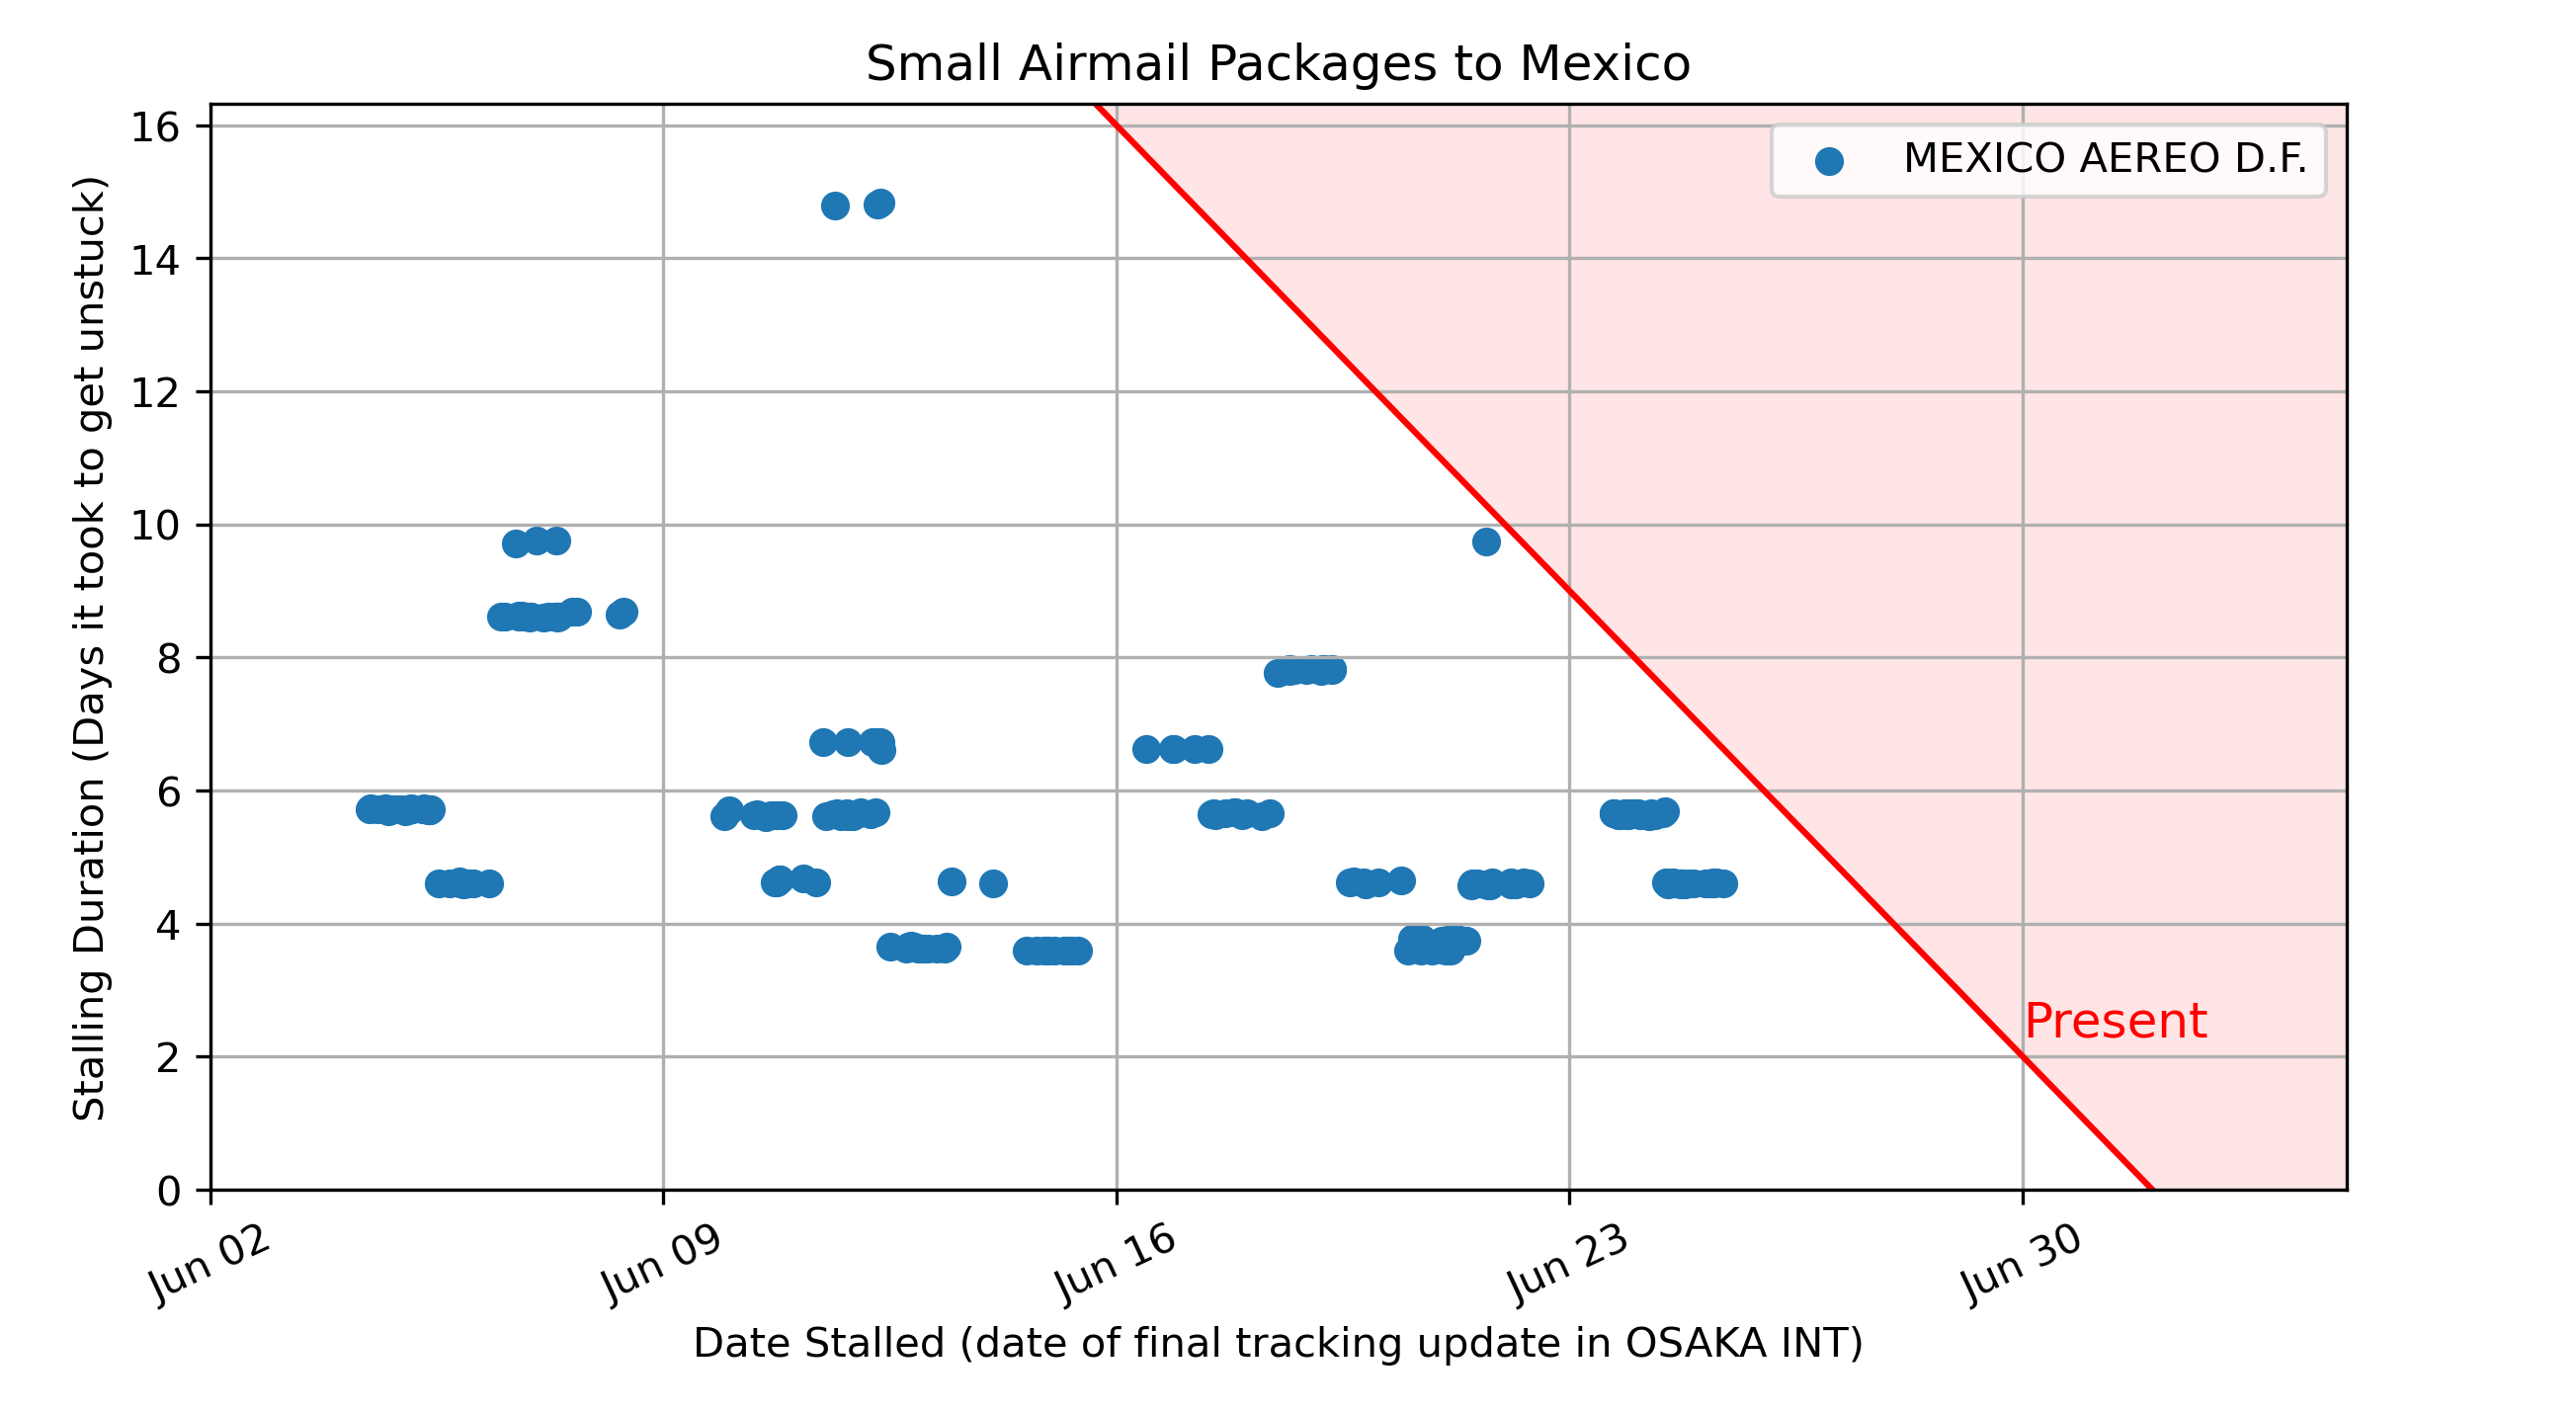 Small Airmail Packages to Mexico
MEXICO AEREO D.F.
Stalling Duration (Days it took to get unstuck)
16
14
12
10
8
6
4
2
0
Present
Jun 02
Jun 09
Jun 16
Jun 23
Jun 30
Date Stalled (date of final tracking update in OSAKA INT)